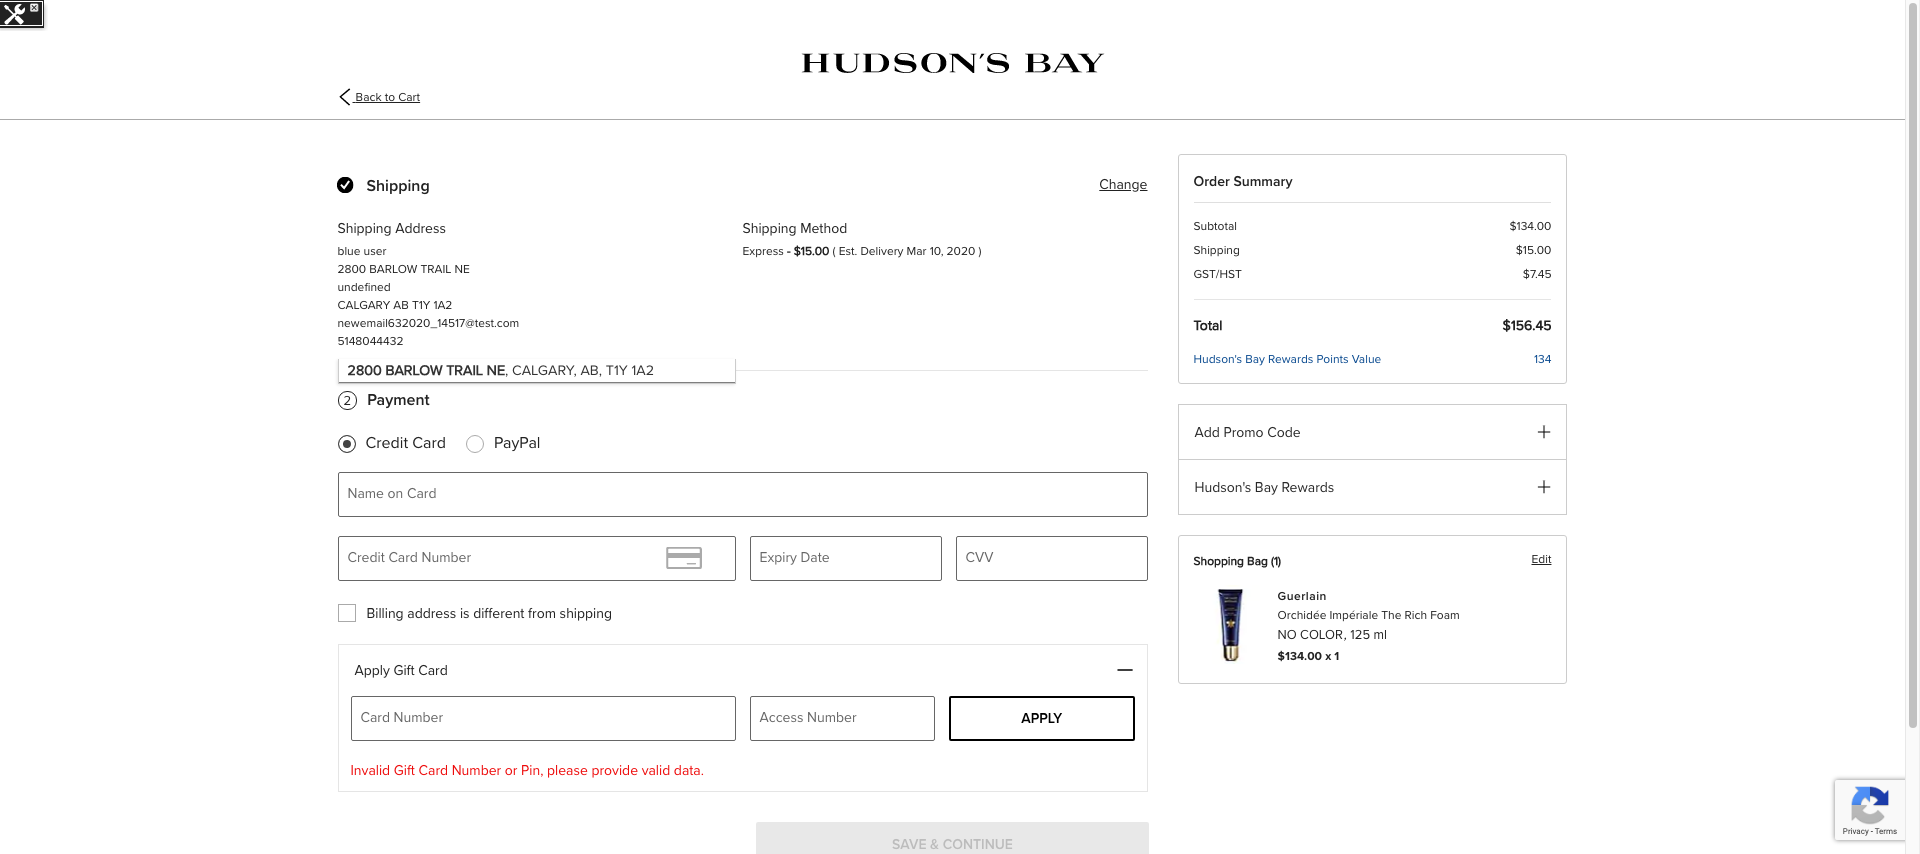 HUDSON'S BAY
Back to Cart
Shipping
Change
Shipping Address
blue user
2800 BARLOW TRAIL NE
undefined
CALGARY AB T1Y 1A2
newemail632020_14517@test.com
5148044432
Shipping Method
Express - $15.00 ( Est. Delivery Mar 10, 2020 )
2800 BARLOW TRAIL NE, CALGARY, AB, T1Y 1A2
2 Payment
Credit Card PayPal
Name on Card
Credit Card Number Expiry Date CVV
Billing address is different from shipping
Apply Gift Card
Card Number Access Number APPLY
Invalid Gift Card Number or Pin, please provide valid data.
SAVE & CONTINUE
Order Summary
Subtotal $134.00
Shipping $15.00
GST/HST $7.45
Total $156.45
Hudson's Bay Rewards Points Value 134
Add Promo Code
Hudson's Bay Rewards
Shopping Bag (1) Edit
Guerlain
Orchidée Impériale The Rich Foam
NO COLOR, 125 ml
$134.00 x 1
Privacy - Terms